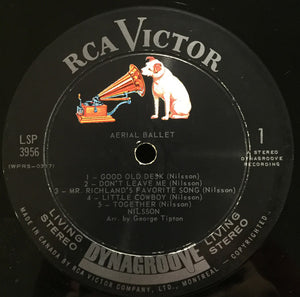 RCA VICTOR
AERIAL BALLET
LSP
3956
(WPRS-0337)
1
A STEREO
DYNAGROOVE
RECORDING
1 - GOOD OLD DESK (Nilsson)
2 - DON'T LEAVE ME (Nilsson)
3 - MR. RICHLAND'S FAVORITE SONG (Nilsson)
4 - LITTLE COWBOY (Nilsson)
5 - TOGETHER (Nilsson)
NILSSON
Arr. by George Tipton
LIVING
STEREO
DYNAGROOVE
LIVING
STEREO
MADE IN CANADA BY RCA VICTOR COMPANY, LTD., MONTREAL